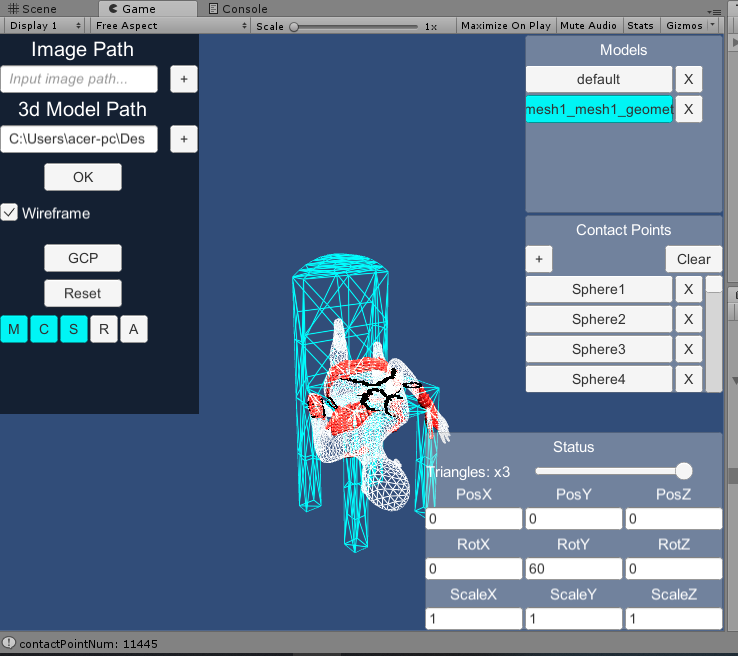 Scene Game Console
Display 1 Free Aspect Scale 1x Maximize On Play Mute Audio Stats Gizmos
Image Path
Input image path...
+
3d Model Path
C:\Users\acer-pc\Des
+
OK
Wireframe
GCP
Reset
M C S R A
Models
default X
mesh1_mesh1_geomet X
Contact Points
+ Clear
Sphere1 X
Sphere2 X
Sphere3 X
Sphere4 X
Status
Triangles: x3
PosX PosY PosZ
0 0 0
RotX RotY RotZ
0 60 0
ScaleX ScaleY ScaleZ
1 1 1
contactPointNum: 11445